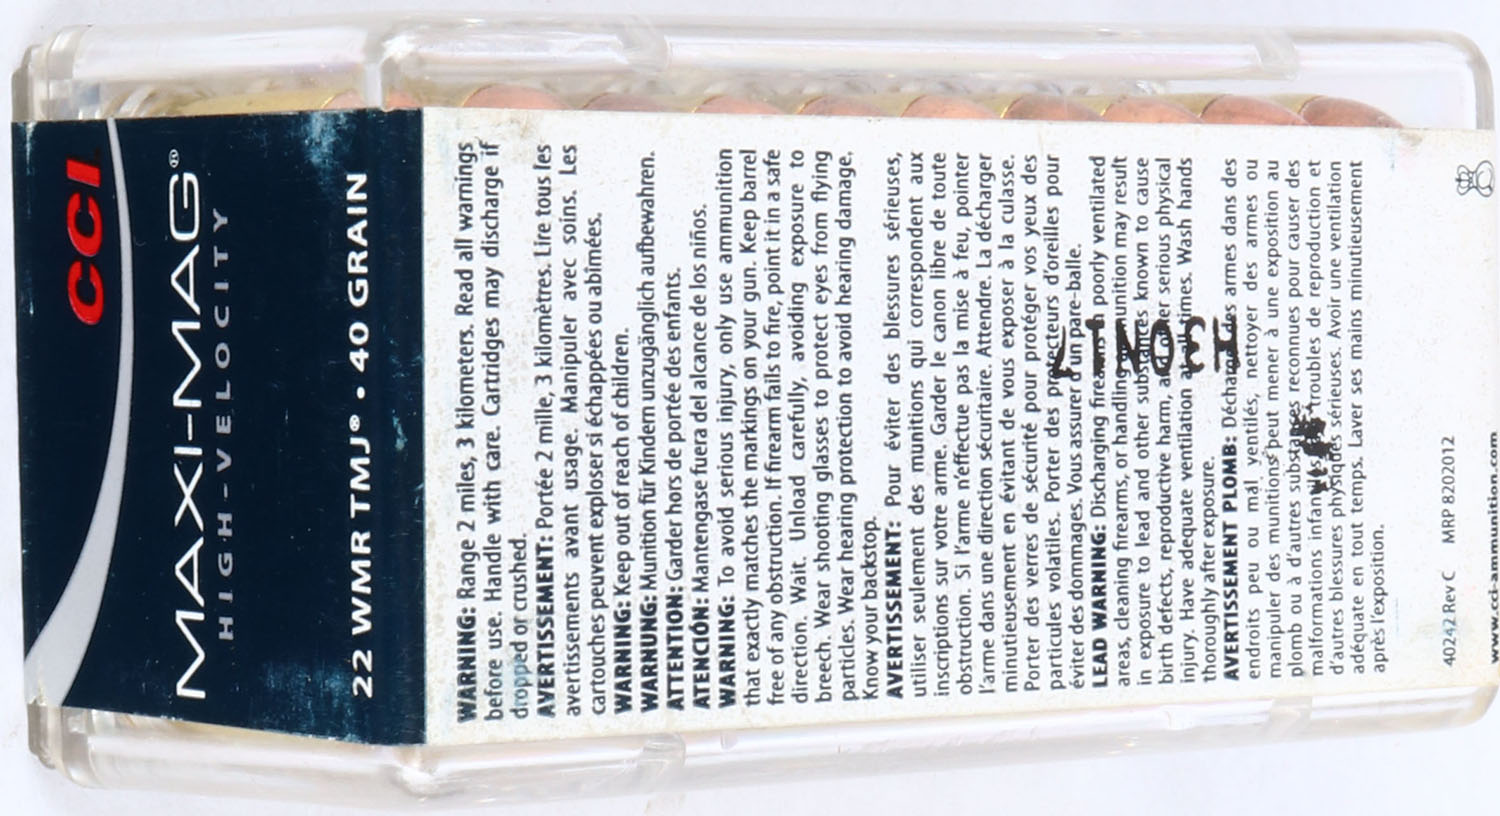 CCI
MAXI-MAG®
HIGH-VELOCITY
22 WMR TMJ® • 40 GRAIN
WARNING: Range 2 miles, 3 kilometers. Read all warnings
before use. Handle with care. Cartridges may discharge if
dropped or crushed.
AVERTISSEMENT: Portée 2 mille, 3 kilomètres. Lire tous les
avertissements avant usage. Manipuler avec soins. Les
cartouches peuvent exploser si échappées ou abimées.
WARNING: Keep out of reach of children.
WARNUNG: Munition für Kindern unzugänglich aufbewahren.
ATTENTION: Garder hors de portée des enfants.
ATENCIÓN: Mantengase fuera del alcance de los niños.
WARNING: To avoid serious injury, only use ammunition
that exactly matches the markings on your gun. Keep barrel
free of any obstruction. If firearm fails to fire, point it in a safe
direction. Wait. Unload carefully, avoiding exposure to
breech. Wear shooting glasses to protect eyes from flying
particles. Wear hearing protection to avoid hearing damage.
Know your backstop.
AVERTISSEMENT: Pour éviter des blessures sérieuses,
utiliser seulement des munitions qui correspondent aux
inscriptions sur votre arme. Garder le canon libre de toute
obstruction. Si l'arme n'effectue pas la mise à feu, pointer
l'arme dans une direction sécuritaire. Attendre. La décharger
minutieusement en évitant de vous exposer à la culasse.
Porter des verres de sécurité pour protéger vos yeux des
particules volatiles. Porter des protecteurs d'oreilles pour
éviter des dommages. Vous assurer d'un pare-balle.
LEAD WARNING: Discharging firearms in poorly ventilated
areas, cleaning firearms, or handling ammunition may result
in exposure to lead and other substances known to cause
birth defects, reproductive harm, and other serious physical
injury. Have adequate ventilation at all times. Wash hands
thoroughly after exposure.
AVERTISSEMENT PLOMB: Décharger des armes dans des
endroits peu ou mal ventilés, nettoyer des armes ou
manipuler des munitions peut mener à une exposition au
plomb ou à d'autres substances reconnues pour causer des
malformations infantiles, troubles de reproduction et
d'autres blessures physiques sérieuses. Avoir une ventilation
adéquate en tout temps. Laver ses mains minutieusement
après l'exposition.
40242 Rev C MRP 8202012
www.cci-ammunition.com